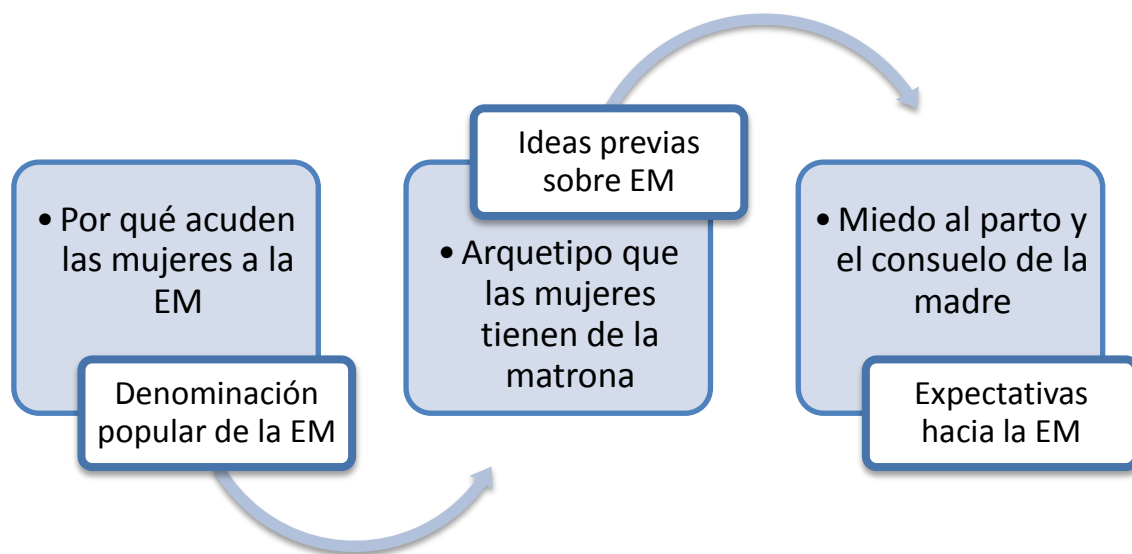 • Por qué acuden
las mujeres a la
EM
Denominación
popular de la EM
Ideas previas
sobre EM
• Arquetipo que
las mujeres
tienen de la
matrona
• Miedo al parto y
el consuelo de la
madre
Expectativas
hacia la EM